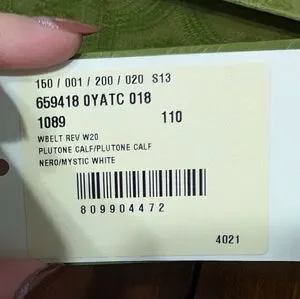 150 / 001 / 200 / 020 S13
659418 0YATC 018
1089 110
WBELT REV W20
PLUTONE CALF/PLUTONE CALF
NERO/MYSTIC WHITE
809904472
4021